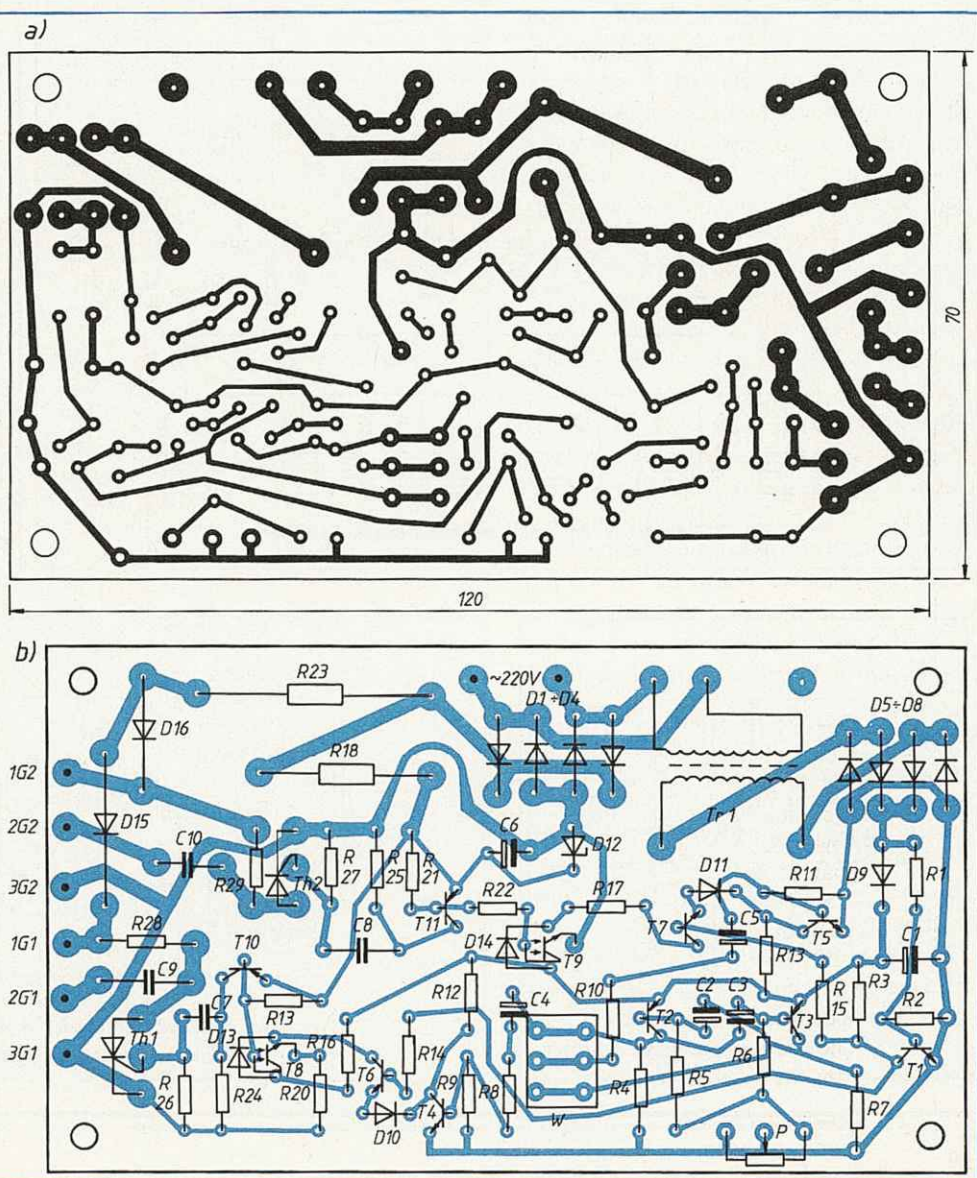 a)
70
120
b)
R23
~220V
D1÷D4
D5÷D8
D16
1G2
R18
2G2
D15
C10
C6
D12
Tr1
3G2
R29
Th2
R27
R25
R21
T11
R22
R17
D11
R11
D9
R1
1G1
R28
T10
C8
D14
T9
T7
C5
T5
C1
C9
R13
R12
C4
R10
R13
R15
R3
R2
2G1
C7
D13
R16
T2
C2
C3
T3
3G1
Th1
T8
T6
R14
R9
R8
R4
R5
R6
T1
R26
R24
R20
D10
T4
W
P
R7